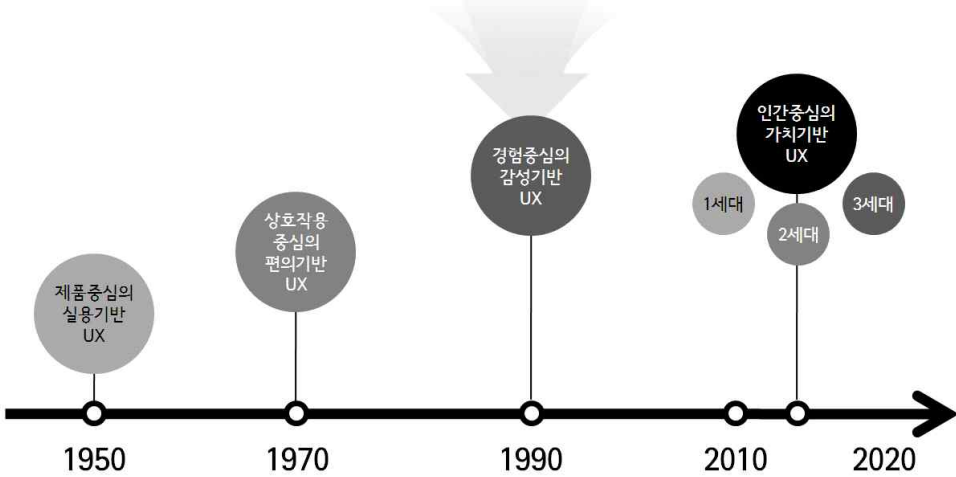 제품중심의
실용기반
UX
상호작용
중심의
편의기반
UX
경험중심의
감성기반
UX
인간중심의
가치기반
UX
1세대
2세대
3세대
1950
1970
1990
2010
2020